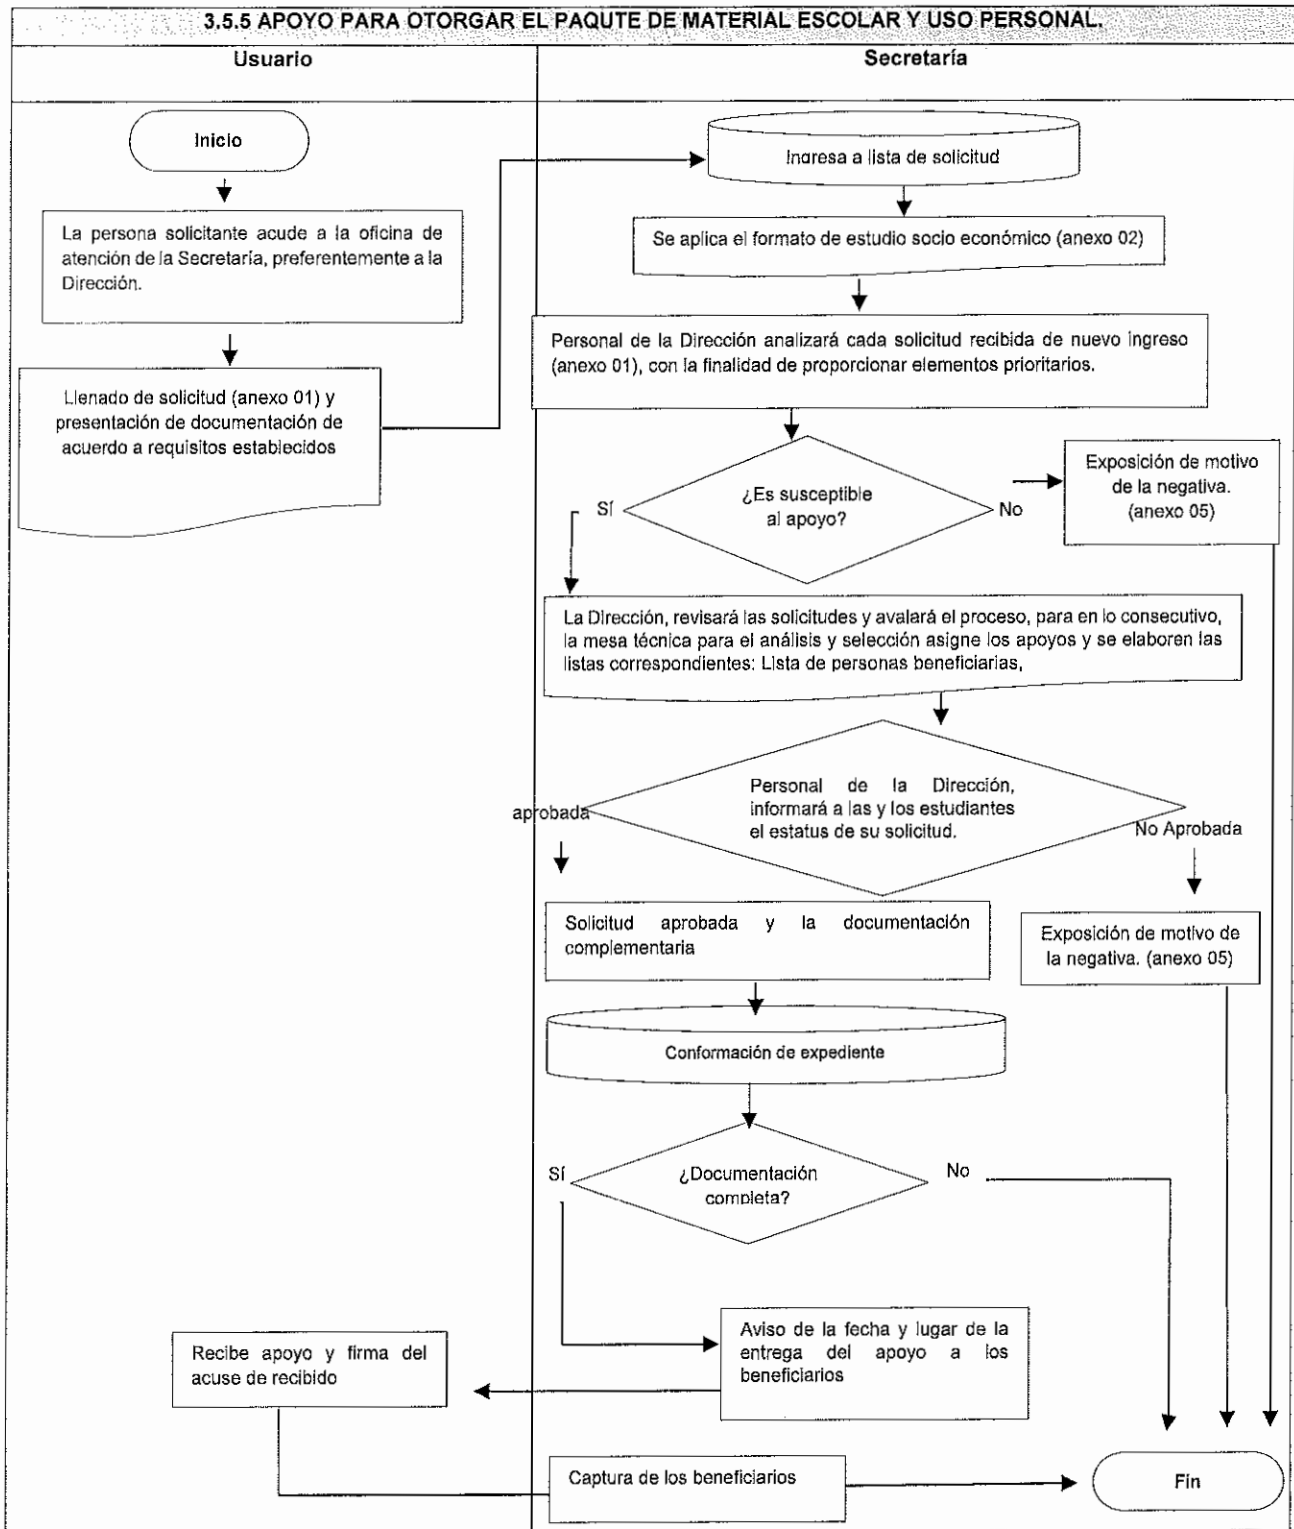 3.5.5 APOYO PARA OTORGAR EL PAQUTE DE MATERIAL ESCOLAR Y USO PERSONAL.
Usuario
Secretaría
Inicio
Ingresa a lista de solicitud
La persona solicitante acude a la oficina de
atención de la Secretaría, preferentemente a la
Dirección.
Se aplica el formato de estudio socio económico (anexo 02)
Personal de la Dirección analizará cada solicitud recibida de nuevo ingreso
(anexo 01), con la finalidad de proporcionar elementos prioritarios.
Llenado de solicitud (anexo 01) y
presentación de documentación de
acuerdo a requisitos establecidos
¿Es susceptible
al apoyo?
Sí
No
Exposición de motivo
de la negativa.
(anexo 05)
La Dirección, revisará las solicitudes y avalará el proceso, para en lo consecutivo,
la mesa técnica para el análisis y selección asigne los apoyos y se elaboren las
listas correspondientes: Lista de personas beneficiarias,
Personal de la Dirección,
informará a las y los estudiantes
el estatus de su solicitud.
aprobada
No Aprobada
Solicitud aprobada y la documentación
complementaria
Exposición de motivo de
la negativa. (anexo 05)
Conformación de expediente
¿Documentación
completa?
Sí
No
Aviso de la fecha y lugar de la
entrega del apoyo a los
beneficiarios
Recibe apoyo y firma del
acuse de recibido
Captura de los beneficiarios
Fin